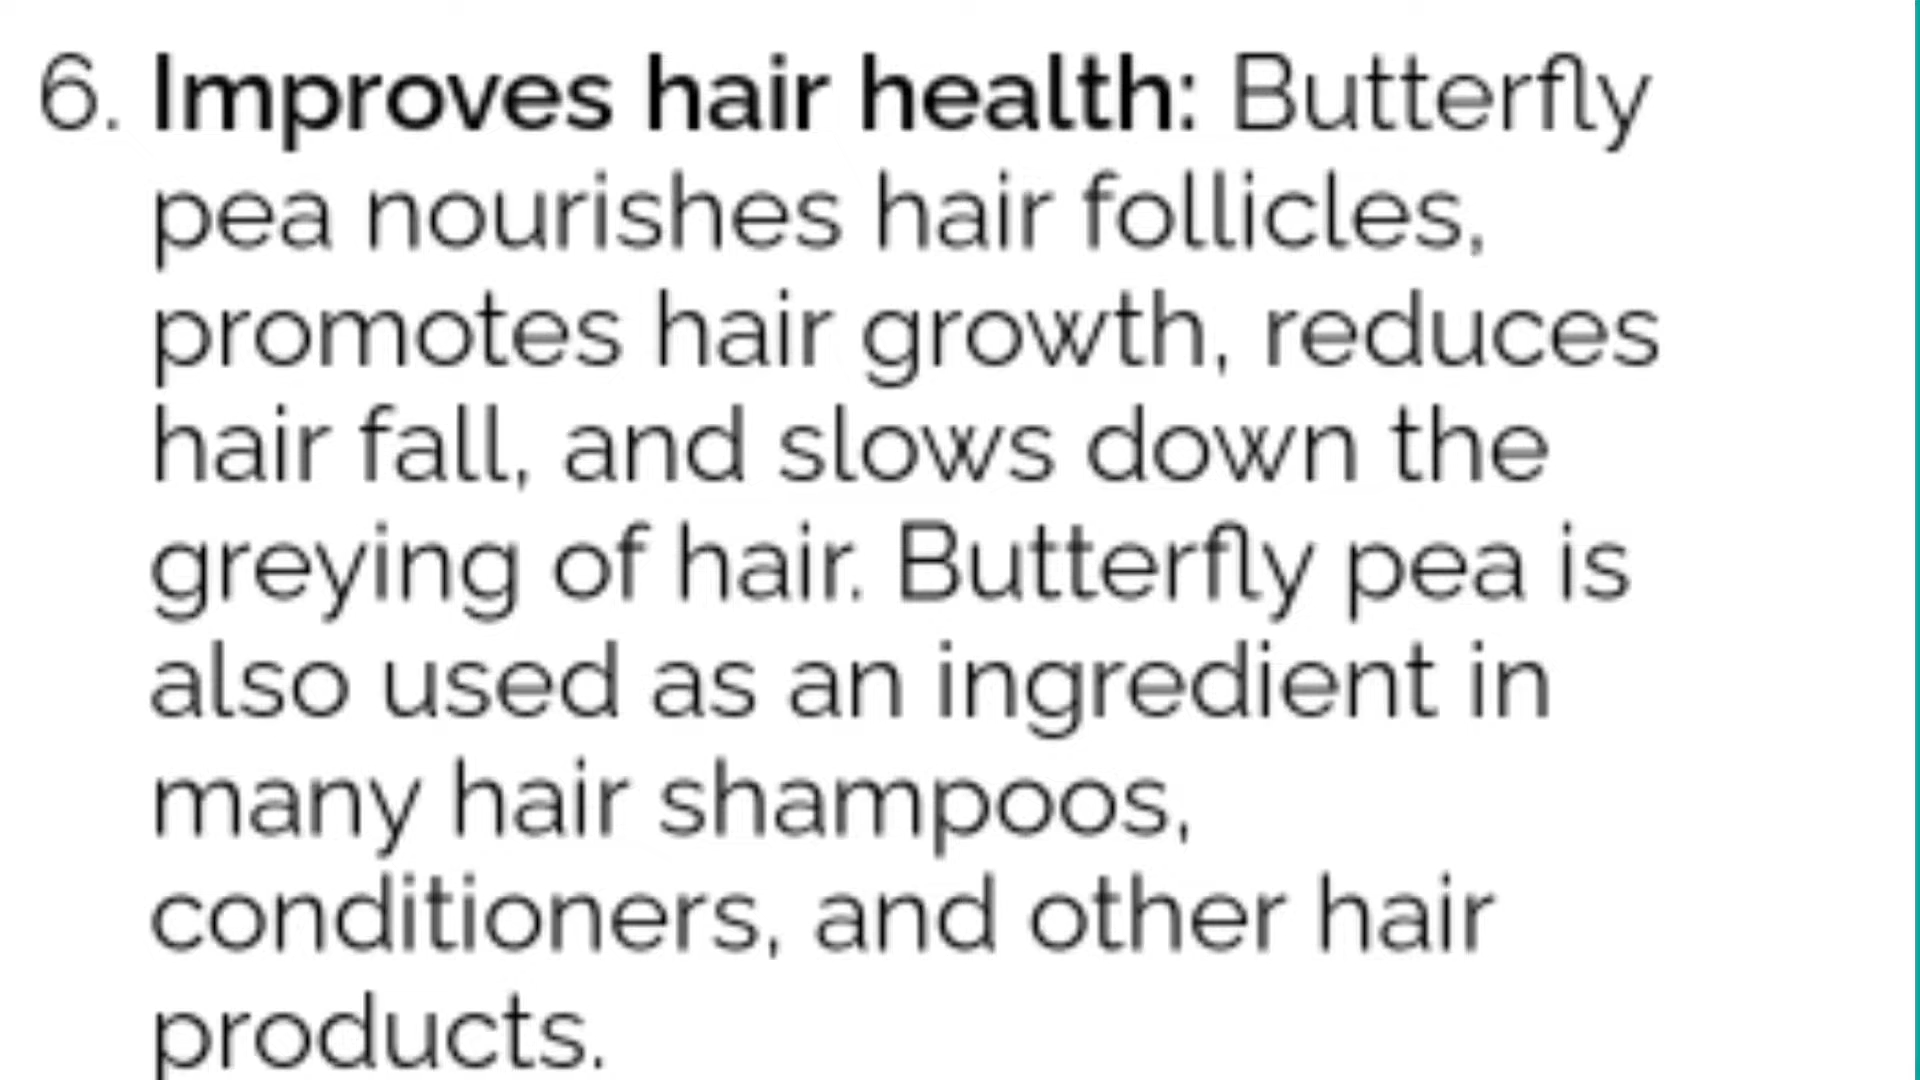 6. Improves hair health: Butterfly
pea nourishes hair follicles,
promotes hair growth, reduces
hair fall, and slows down the
greying of hair. Butterfly pea is
also used as an ingredient in
many hair shampoos,
conditioners, and other hair
products.